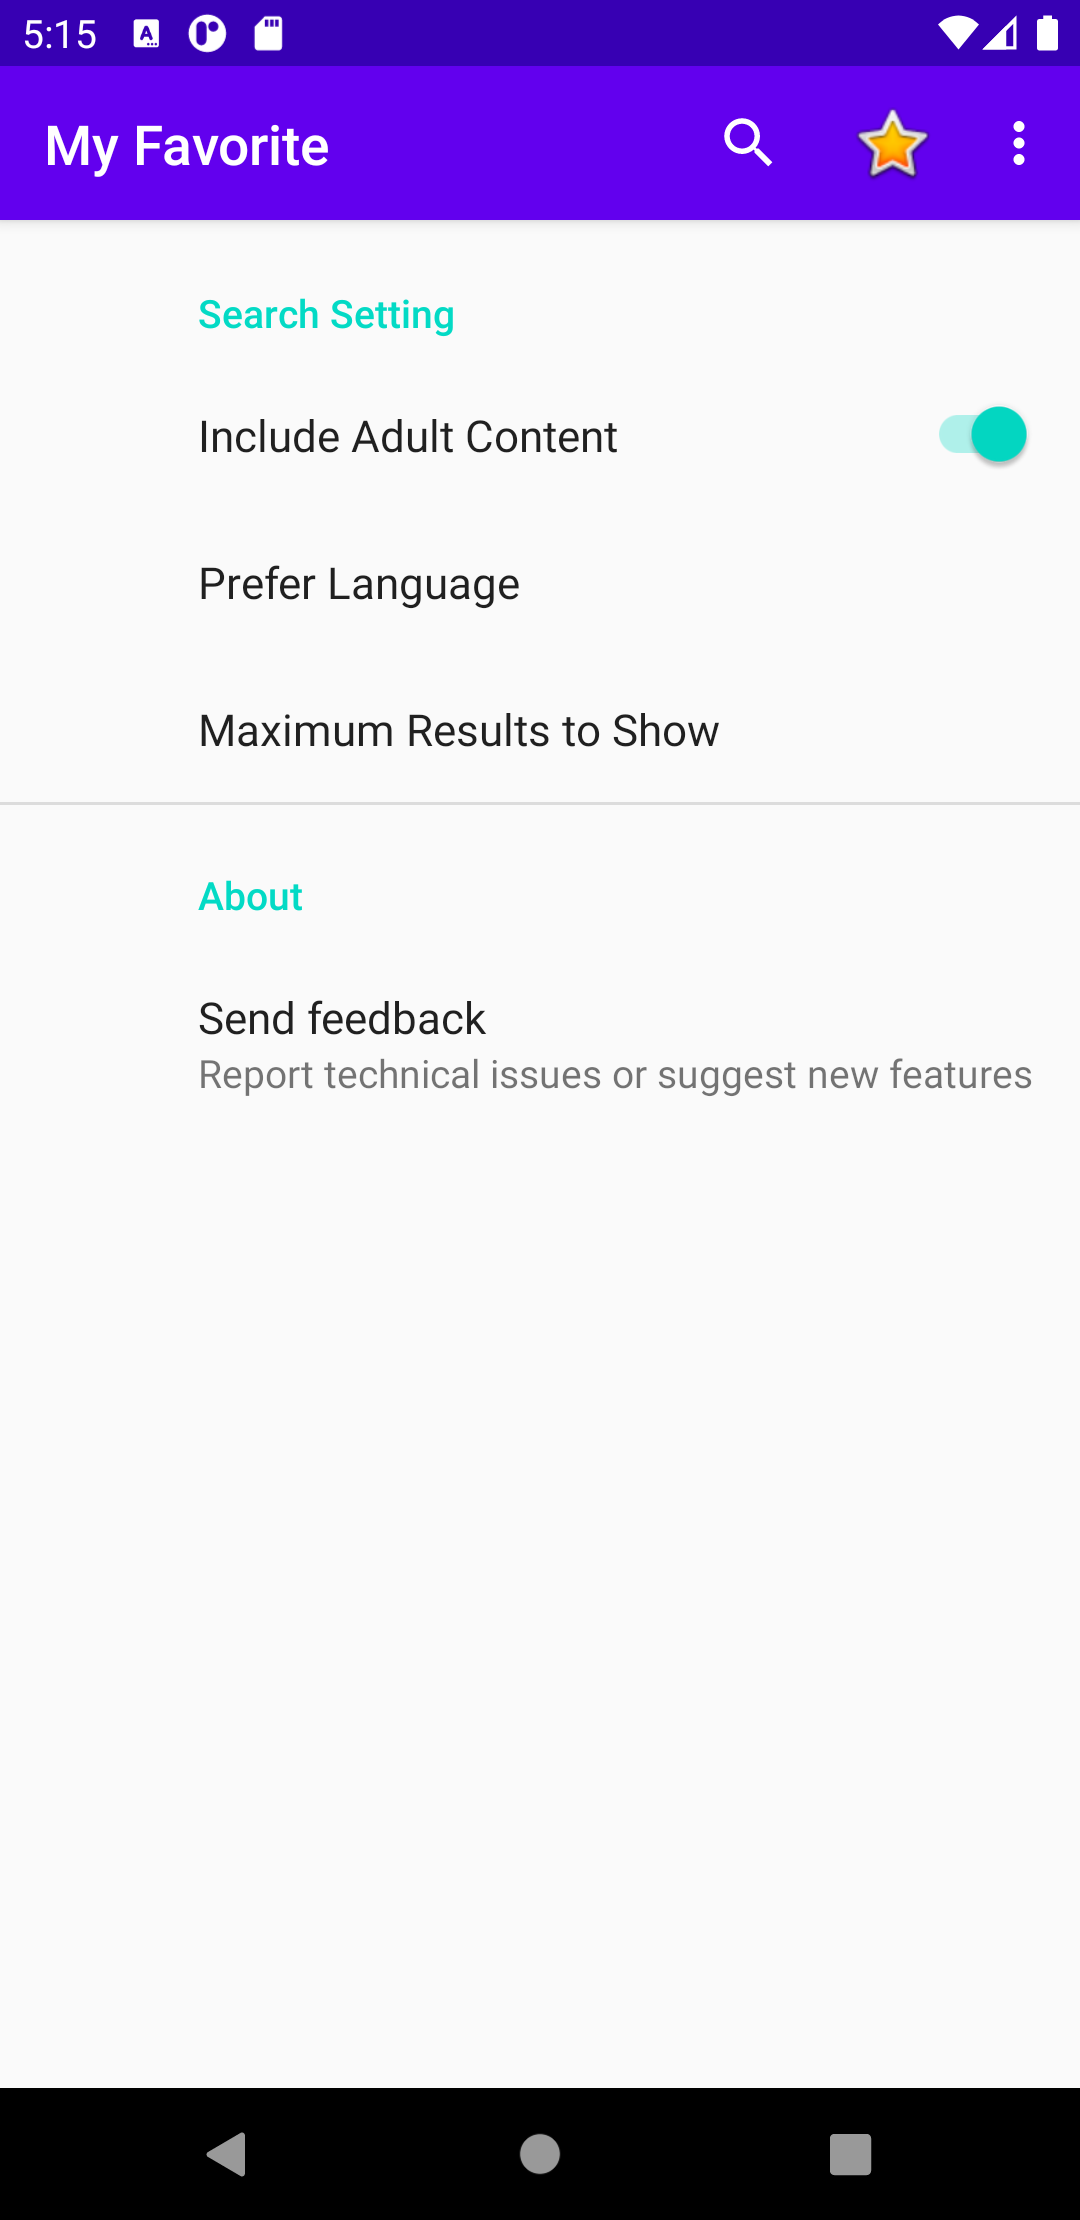 5:15
My Favorite
Search Setting
Include Adult Content
Prefer Language
Maximum Results to Show
About
Send feedback
Report technical issues or suggest new features